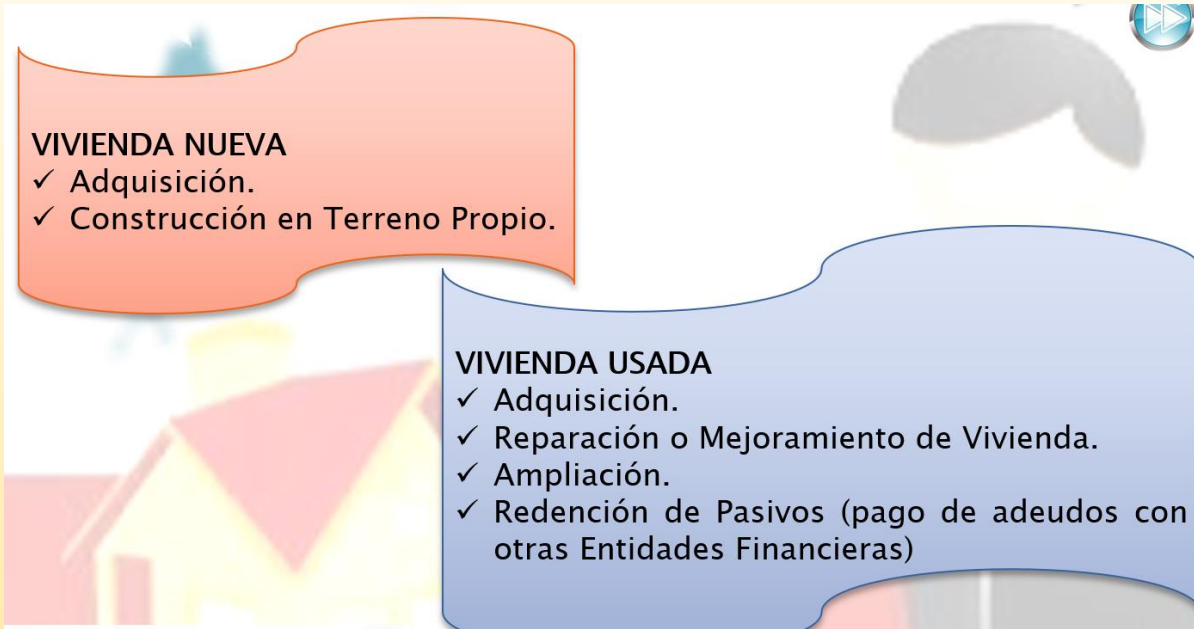 VIVIENDA NUEVA
✓ Adquisición.
✓ Construcción en Terreno Propio.
VIVIENDA USADA
✓ Adquisición.
✓ Reparación o Mejoramiento de Vivienda.
✓ Ampliación.
✓ Redención de Pasivos (pago de adeudos con
otras Entidades Financieras)